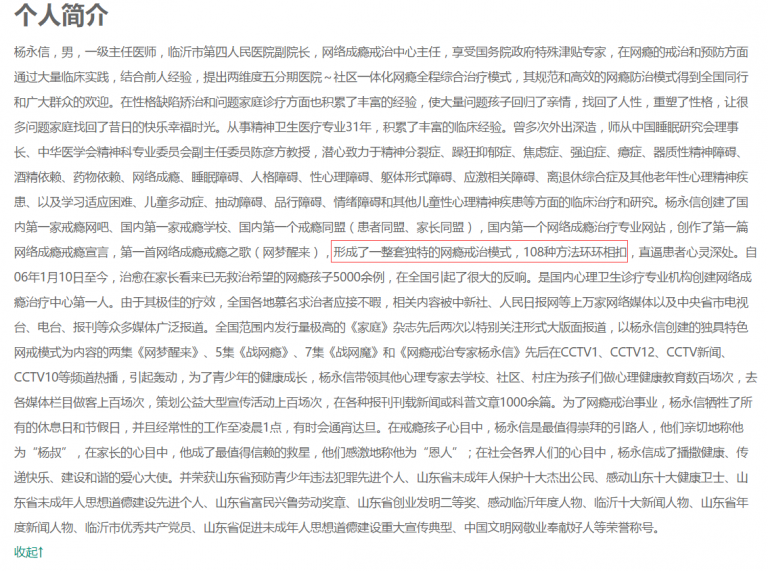 个人简介
杨永信，男，一级主任医师，临沂市第四人民医院副院长，网络成瘾戒治中心主任，享受国务院政府特殊津贴专家，在网瘾的戒治和预防方面
通过大量临床实践，结合前人经验，提出两维度五分期医院～社区一体化网瘾全程综合治疗模式，其规范和高效的网瘾防治模式得到全国同行
和广大群众的欢迎。在性格缺陷矫治和问题家庭诊疗方面也积累了丰富的经验，使大量问题孩子回归了亲情，找回了人性，重塑了性格，让很
多问题家庭找回了昔日的快乐幸福时光。从事精神卫生医疗专业31年，积累了丰富的临床经验。曾多次外出深造，师从中国睡眠研究会理事
长、中华医学会精神科专业委员会副主任委员陈彦方教授，潜心致力于精神分裂症、躁狂抑郁症、焦虑症、强迫症、癔症、器质性精神障碍、
酒精依赖、药物依赖、网络成瘾、睡眠障碍、人格障碍、性心理障碍、躯体形式障碍、应激相关障碍、离退休综合症及其他老年性心理精神疾
患、以及学习适应困难、儿童多动症、抽动障碍、品行障碍、情绪障碍和其他儿童性心理精神疾患等方面的临床治疗和研究。杨永信创建了国
内第一家戒瘾网吧、国内第一家戒瘾学校、国内第一个戒瘾同盟（患者同盟、家长同盟），国内第一个网络成瘾治疗专业网站，创作了第一篇
网络成瘾戒瘾宣言，第一首网络成瘾戒瘾之歌（网梦醒来），形成了一整套独特的网瘾戒治模式，108种方法环环相扣，直逼患者心灵深处。自
06年1月10日至今，治愈在家长看来已无救治希望的网瘾孩子5000余例，在全国引起了很大的反响。是国内心理卫生诊疗专业机构创建网络成
瘾治疗中心第一人。由于其极佳的疗效，全国各地慕名求治者应接不暇，相关内容被中新社、人民日报网等上万家网络媒体以及中央省市电视
台、电台、报刊等众多媒体广泛报道。全国范围内发行量极高的《家庭》杂志先后两次以特别关注形式大版面报道，以杨永信创建的独具特色
网戒模式为内容的两集《网梦醒来》、5集《战网瘾》、7集《战网魔》和《网瘾戒治专家杨永信》先后在CCTV1、CCTV12、CCTV新闻、
CCTV10等频道热播，引起轰动，为了青少年的健康成长，杨永信带领其他心理专家去学校、社区、村庄为孩子们做心理健康教育数百场次，去
各媒体栏目做客上百场次，策划公益大型宣传活动上百场次，在各种报刊刊载新闻或科普文章1000余篇。为了网瘾戒治事业，杨永信牺牲了所
有的休息日和节假日，并且经常性的工作至凌晨1点，有时会通宵达旦。在戒瘾孩子心目中，杨永信是最值得崇拜的引路人，他们亲切地称他
为“杨叔”，在家长的心目中，他成了最值得信赖的救星，他们感激地称他为“恩人”；在社会各界人们的心目中，杨永信成了播撒健康、传
递快乐、建设和谐的爱心大使。并荣获山东省预防青少年违法犯罪先进个人、山东省未成年人保护十大杰出公民、感动山东十大健康卫士、山
东省未成年人思想道德建设先进个人、山东省富民兴鲁劳动奖章、山东省创业发明二等奖、感动临沂年度人物、临沂十大新闻人物、山东省年
度新闻人物、临沂市优秀共产党员、山东省促进未成年人思想道德建设重大宣传典型、中国文明网敬业奉献好人等荣誉称号。
收起↑